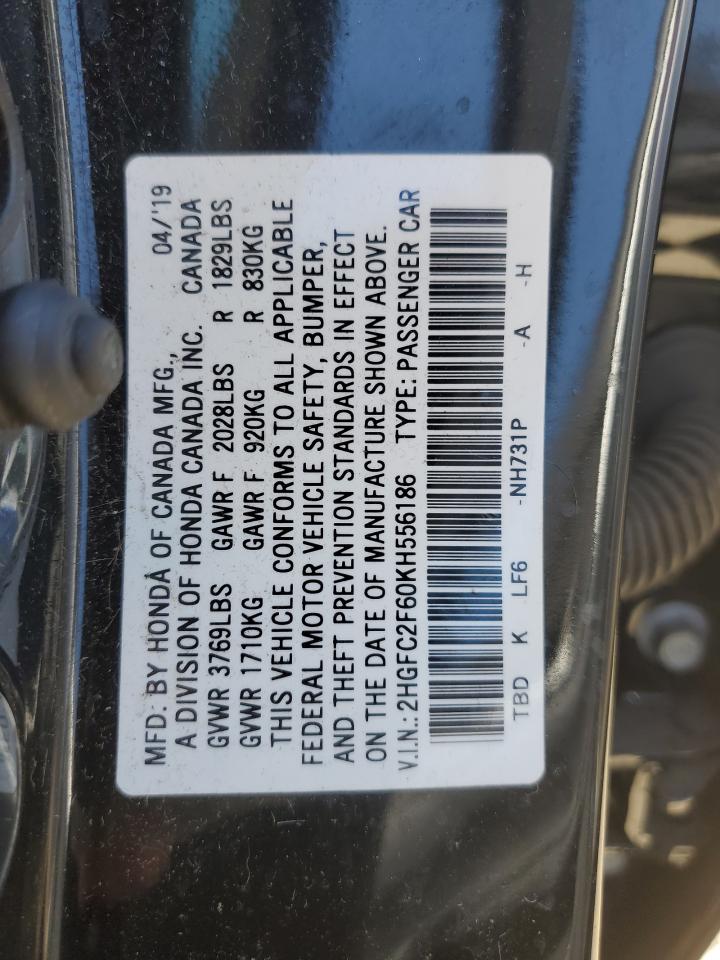 MFD. BY HONDA OF CANADA MFG., 04/'19
A DIVISION OF HONDA CANADA INC. CANADA
GVWR 3769LBS GAWR F 2028LBS R 1829LBS
GVWR 1710KG GAWR F 920KG R 830KG
THIS VEHICLE CONFORMS TO ALL APPLICABLE
FEDERAL MOTOR VEHICLE SAFETY, BUMPER,
AND THEFT PREVENTION STANDARDS IN EFFECT
ON THE DATE OF MANUFACTURE SHOWN ABOVE.
V.I.N.: 2HGFC2F60KH556186 TYPE: PASSENGER CAR
TBD K LF6 -NH731P -A -H